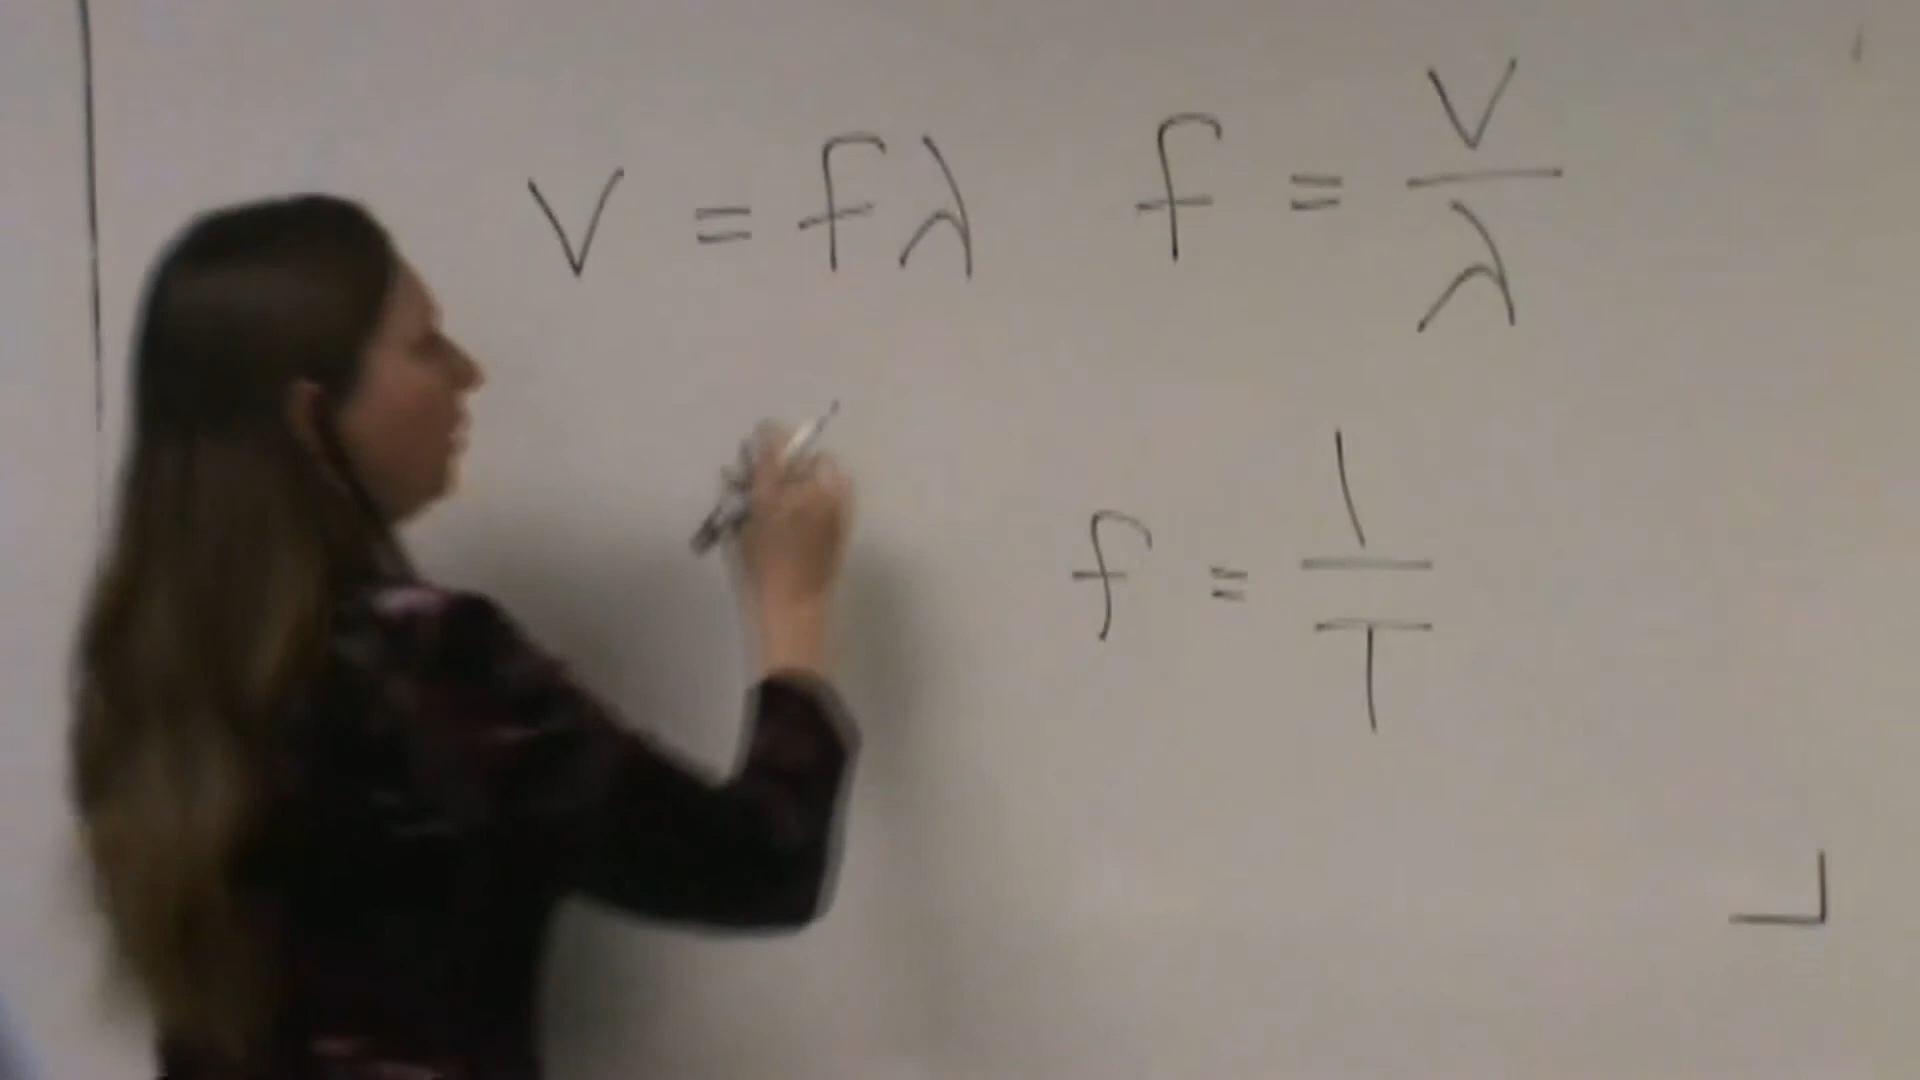 v = fλ
f = v/λ
f = 1/T